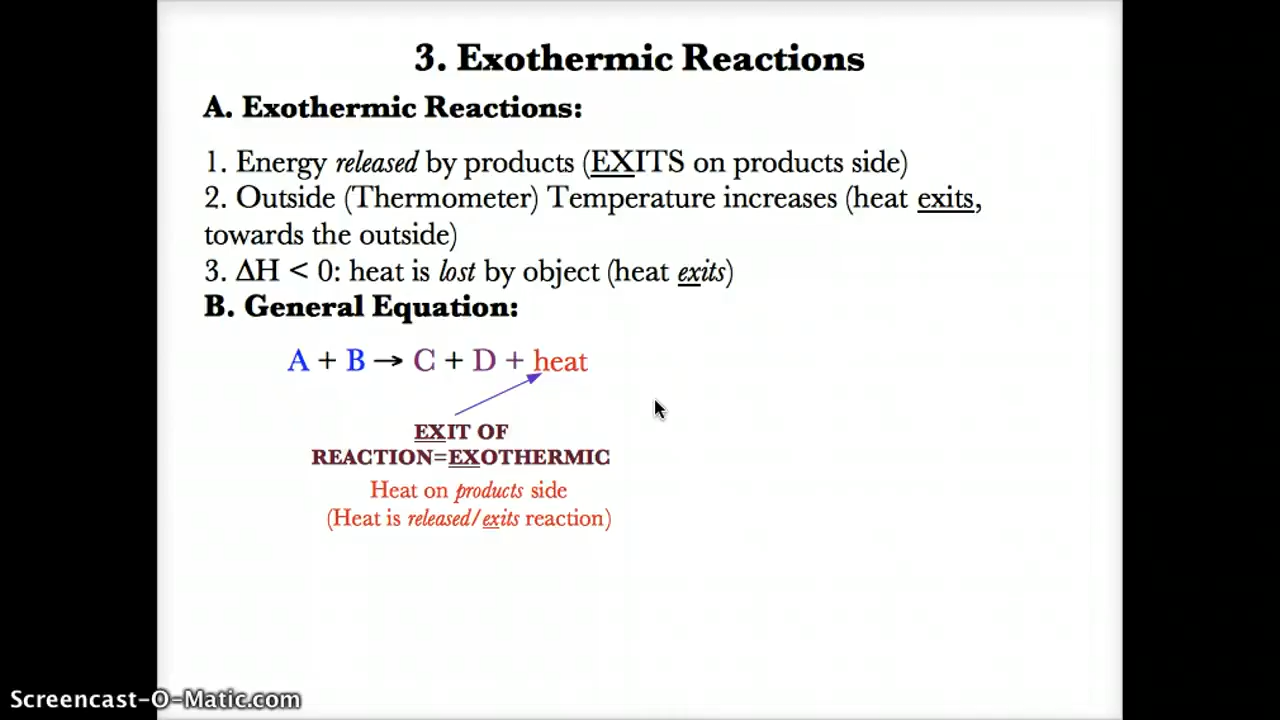 3. Exothermic Reactions
A. Exothermic Reactions:
1. Energy released by products (EXITS on products side)
2. Outside (Thermometer) Temperature increases (heat exits,
towards the outside)
3. ΔH < 0: heat is lost by object (heat exits)
B. General Equation:
A + B → C + D + heat
EXIT OF
REACTION=EXOTHERMIC
Heat on products side
(Heat is released/exits reaction)
Screencast-O-Matic.com